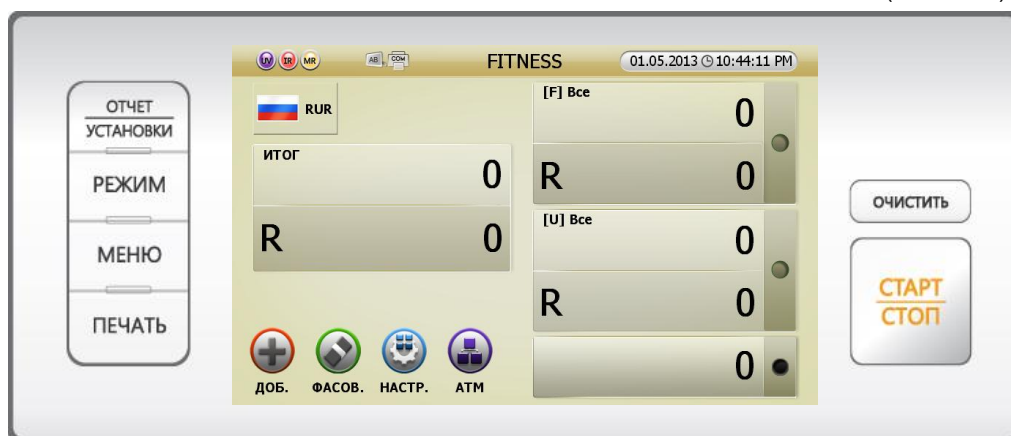 ОТЧЕТ
УСТАНОВКИ
РЕЖИМ
МЕНЮ
ПЕЧАТЬ
UV IR MR AB COM FITNESS 01.05.2013 10:44:11 PM
RUR
ИТОГ
0
R 0
[F] Все
0
R 0
[U] Все
0
R 0
0
ДОБ. ФАСОВ. НАСТР. АТМ
ОЧИСТИТЬ
СТАРТ
СТОП